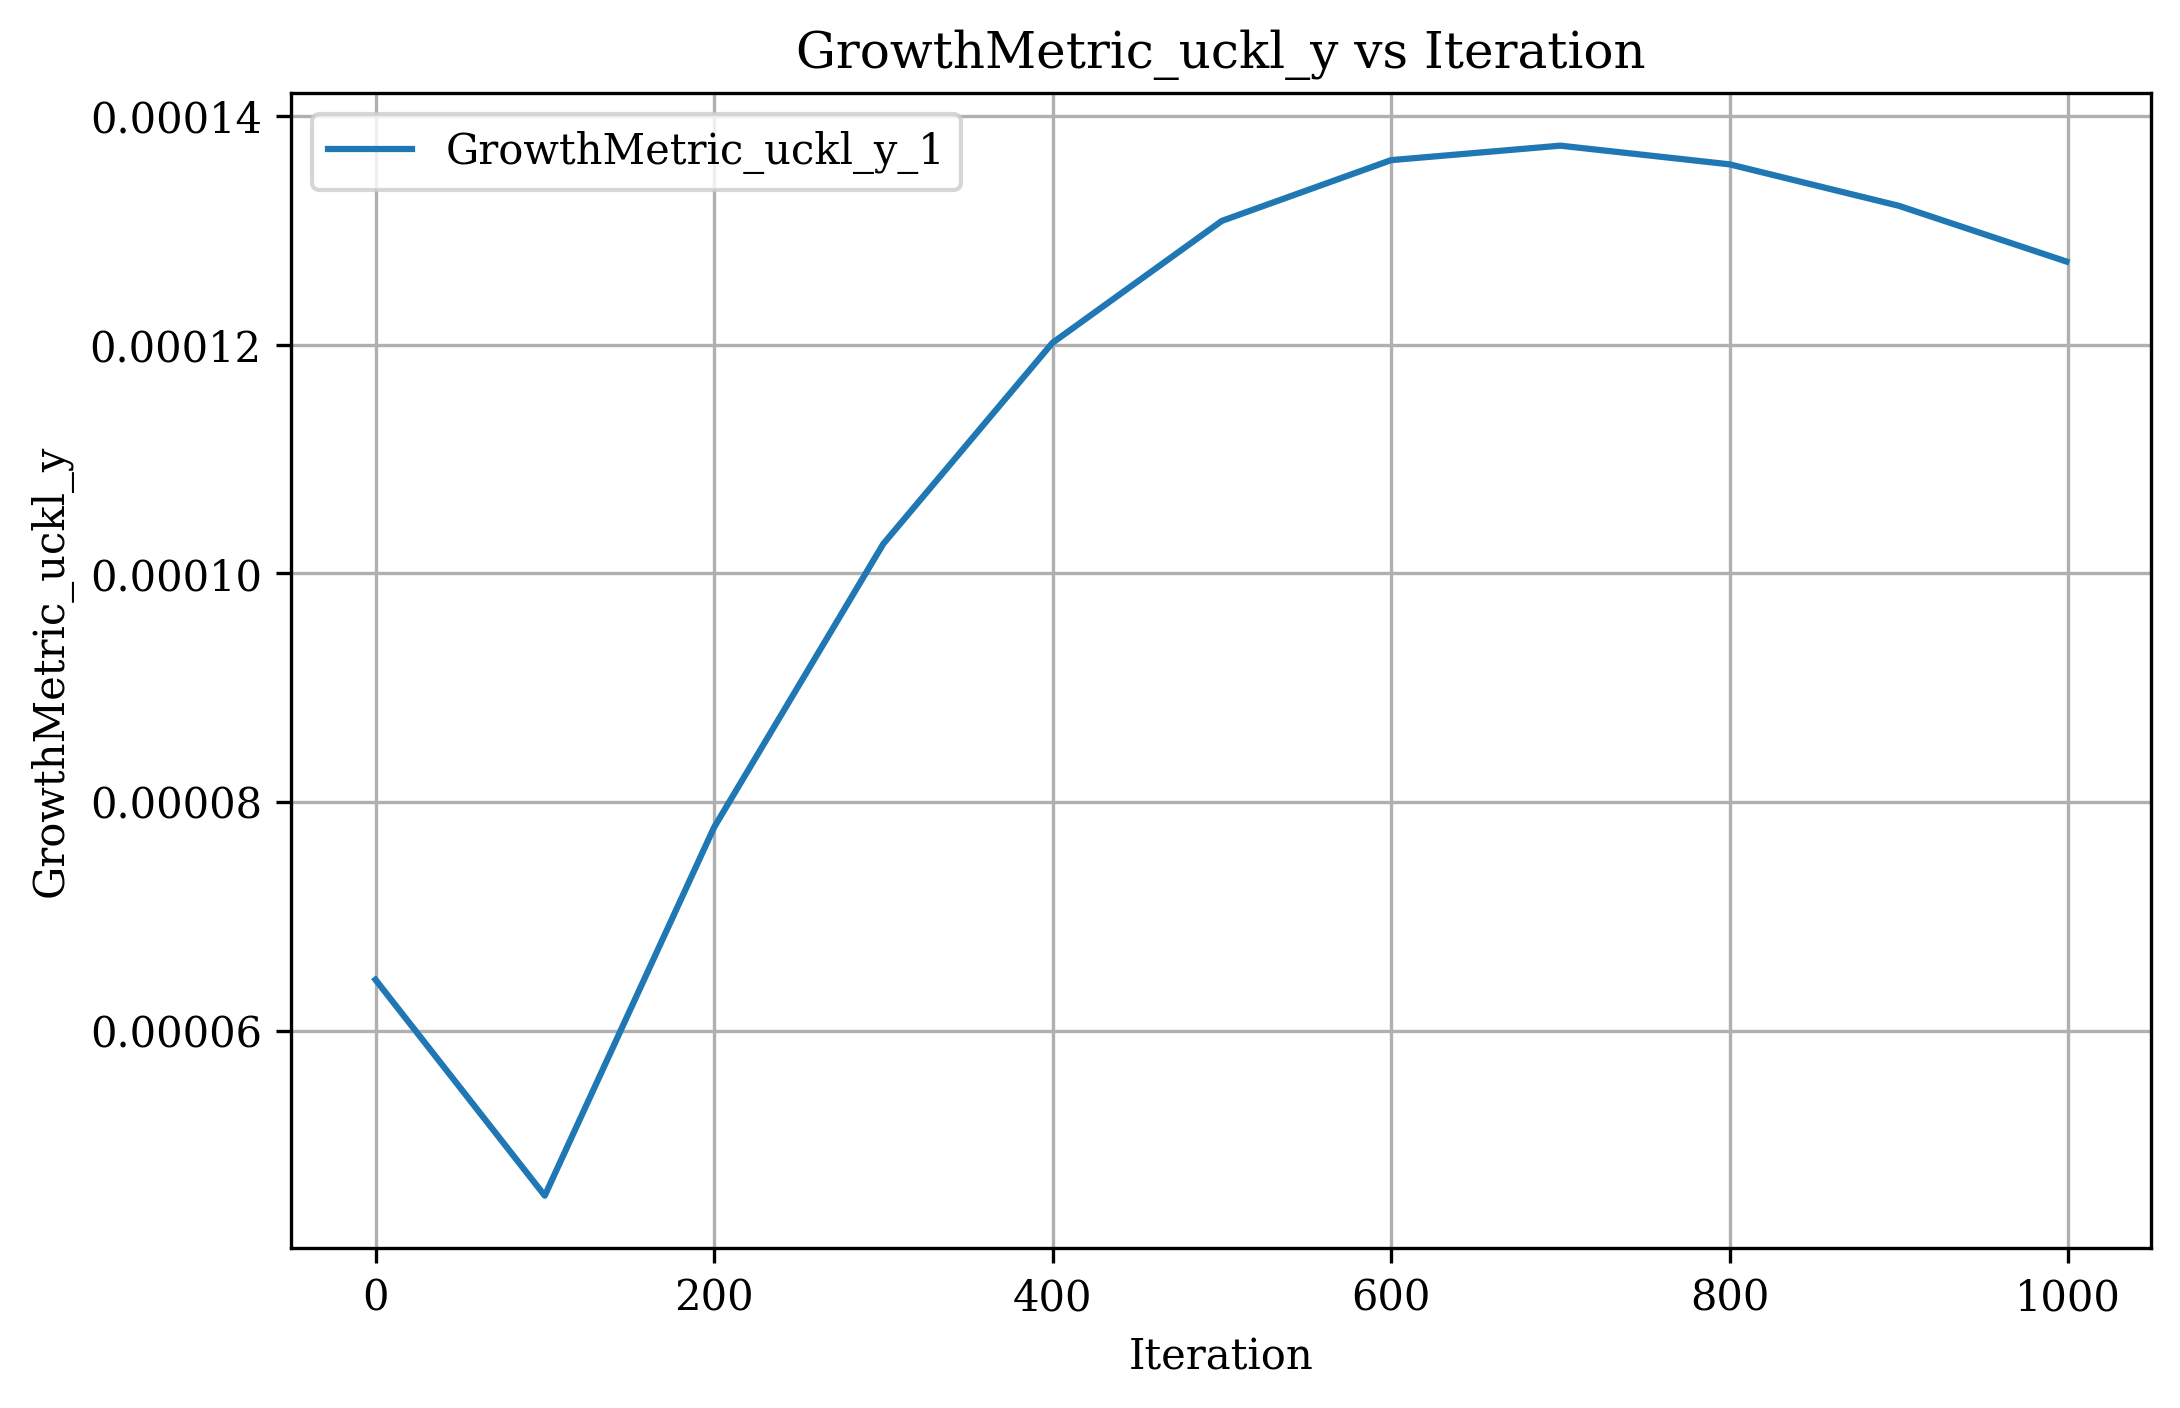 GrowthMetric_uckl_y vs Iteration
GrowthMetric_uckl_y_1
GrowthMetric_uckl_y
0.00014
0.00012
0.00010
0.00008
0.00006
0 200 400 600 800 1000
Iteration